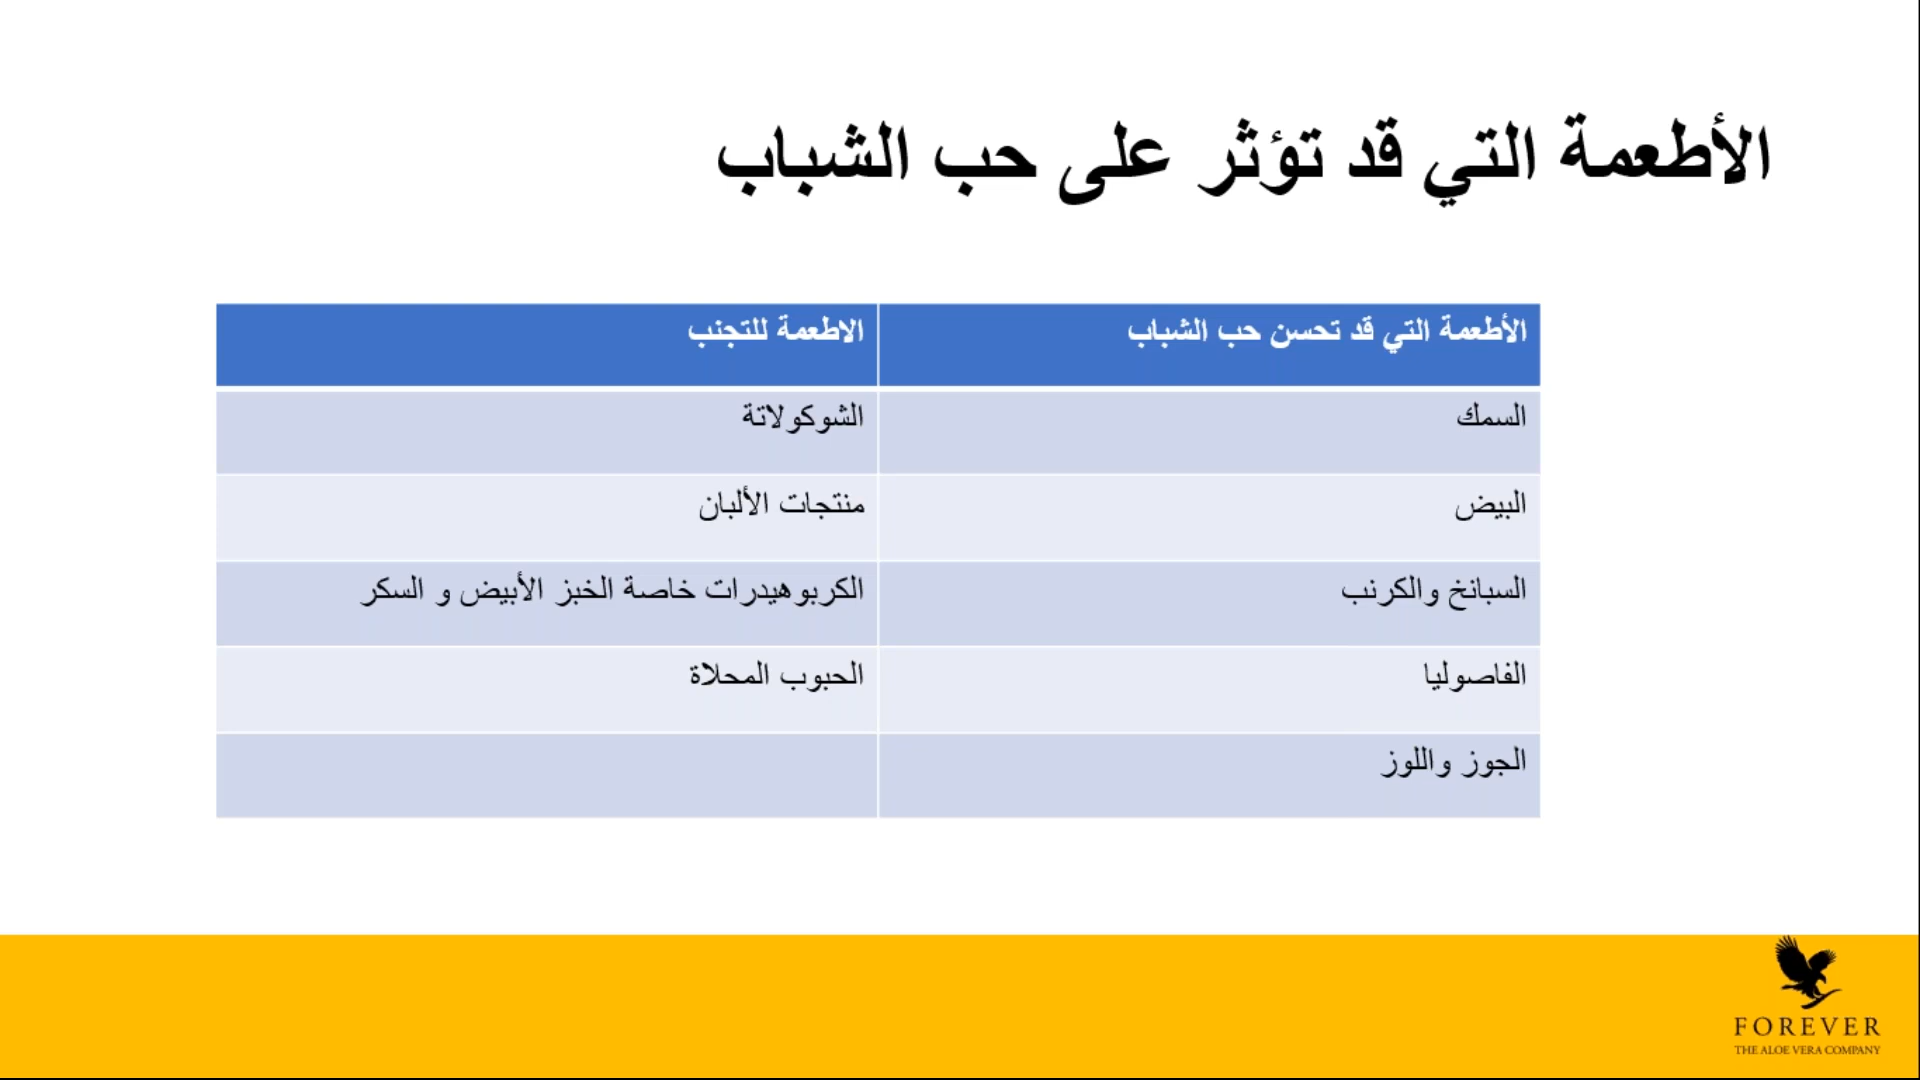 الأطعمة التي قد تؤثر على حب الشباب
الأطعمة التي قد تحسن حب الشباب
الاطعمة للتجنب
السمك
الشوكولاتة
البيض
منتجات الألبان
السبانخ والكرنب
الكربوهيدرات خاصة الخبز الأبيض و السكر
الفاصوليا
الحبوب المحلاة
الجوز واللوز
FOREVER
THE ALOE VERA COMPANY